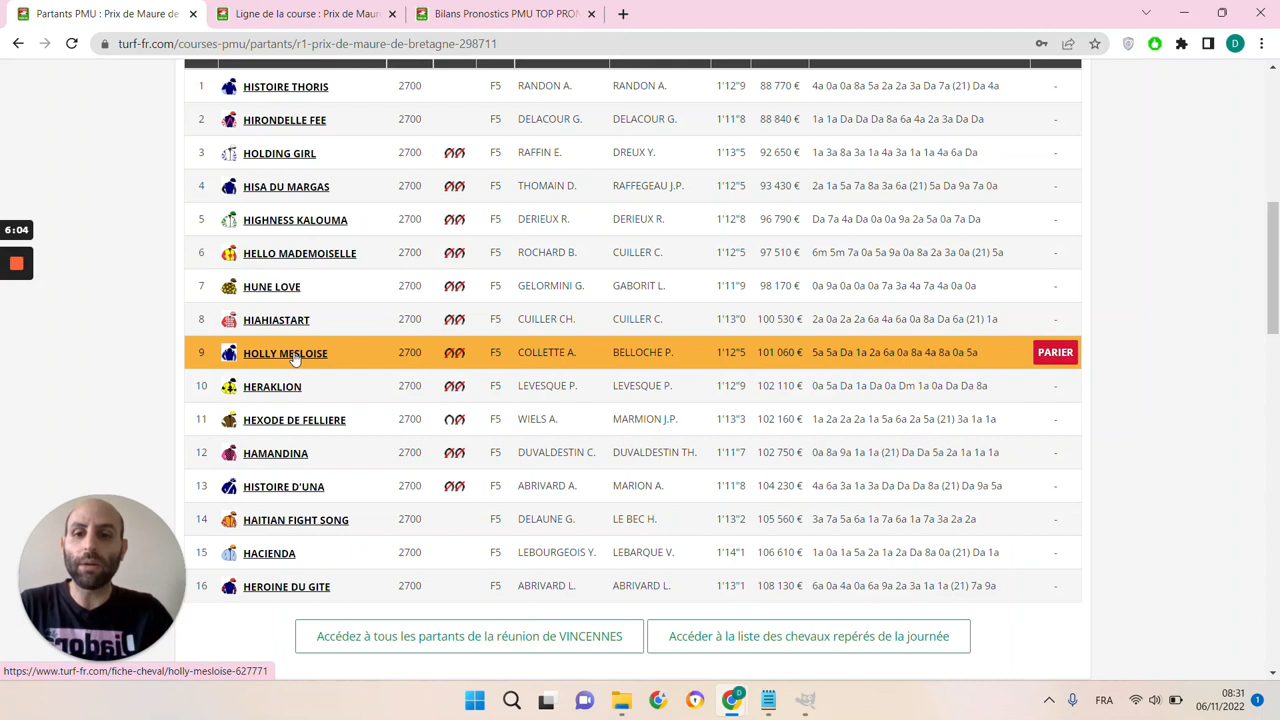 Partants PMU : Prix de Maure de
Ligne de la course : Prix de Maur
Bilans Pronostics PMU TOP PRON
turf-fr.com/courses-pmu/partants/r1-prix-de-maure-de-bretagne-298711
D
1 HISTOIRE THORIS 2700 F5 RANDON A. RANDON A. 1'12"9 88 770 € 4a 0a 0a 8a 5a 2a 2a 3a Da 7a (21) Da 4a -
2 HIRONDELLE FEE 2700 F5 DELACOUR G. DELACOUR G. 1'11"8 88 840 € 1a 1a Da Da Da 8a 6a 4a 2a 3a Da Da -
3 HOLDING GIRL 2700 F5 RAFFIN E. DREUX Y. 1'13"5 92 650 € 1a 3a 8a 3a 1a 4a 3a 1a 1a 4a 6a Da -
4 HISA DU MARGAS 2700 F5 THOMAIN D. RAFFEGEAU J.P. 1'12"5 93 430 € 2a 1a 5a 7a 8a 3a 6a (21) 5a Da 9a 7a 0a -
5 HIGHNESS KALOUMA 2700 F5 DERIEUX R. DERIEUX R. 1'12"8 96 790 € Da 7a 4a Da 0a 0a 9a 2a 5a 0a 7a Da -
6 HELLO MADEMOISELLE 2700 F5 ROCHARD B. CUILLER C. 1'12"5 97 510 € 6m 5m 7a 0a 5a 9a 0a 8a 2a 3a 0a (21) 5a -
7 HUNE LOVE 2700 F5 GELORMINI G. GABORIT L. 1'11"9 98 170 € 0a 9a 0a 0a 0a 7a 3a 4a 7a 4a 0a 0a -
8 HIAHIASTART 2700 F5 CUILLER CH. CUILLER C. 1'13"0 100 530 € 2a 0a 2a 2a 6a 4a 6a 0a 8a Da 6a (21) 1a -
9 HOLLY MESLOISE 2700 F5 COLLETTE A. BELLOCHE P. 1'12"5 101 060 € 5a 5a Da 1a 2a 6a 0a 8a 4a 8a 0a 5a PARIER
10 HERAKLION 2700 F5 LEVESQUE P. LEVESQUE P. 1'12"9 102 110 € 0a 5a Da 1a Da 0a Dm 1a 0a Da Da 8a -
11 HEXODE DE FELLIERE 2700 F5 WIELS A. MARMION J.P. 1'13"3 102 160 € 1a 2a 2a 2a 1a 5a 6a 2a 5a (21) 3a 1a 1a -
12 HAMANDINA 2700 F5 DUVALDESTIN C. DUVALDESTIN TH. 1'11"7 102 750 € 0a 8a 9a 1a 1a (21) Da Da 5a 2a 1a 1a 1a -
13 HISTOIRE D'UNA 2700 F5 ABRIVARD A. MARION A. 1'11"8 104 230 € 4a 6a 3a 1a 3a Da Da Da 8a (21) Da 9a 5a -
14 HAITIAN FIGHT SONG 2700 F5 DELAUNE G. LE BEC H. 1'13"2 105 560 € 3a 7a 5a 6a 1a 7a 6a 1a 7a 3a 2a 2a -
15 HACIENDA 2700 F5 LEBOURGEOIS Y. LEBARQUE V. 1'14"1 106 610 € 1a 0a 1a 5a 2a 1a 2a Da 8a 0a (21) Da 1a -
16 HEROINE DU GITE 2700 F5 ABRIVARD L. ABRIVARD L. 1'13"1 108 130 € 6a 0a 4a 0a 6a 9a 2a 3a 1a 1a (21) 7a 9a -
6:04
Accédez à tous les partants de la réunion de VINCENNES
Accéder à la liste des chevaux repérés de la journée
Diador
https://www.turf-fr.com/fiche-cheval/holly-mesloise-627771
D
FRA
08:31
06/11/2022
1